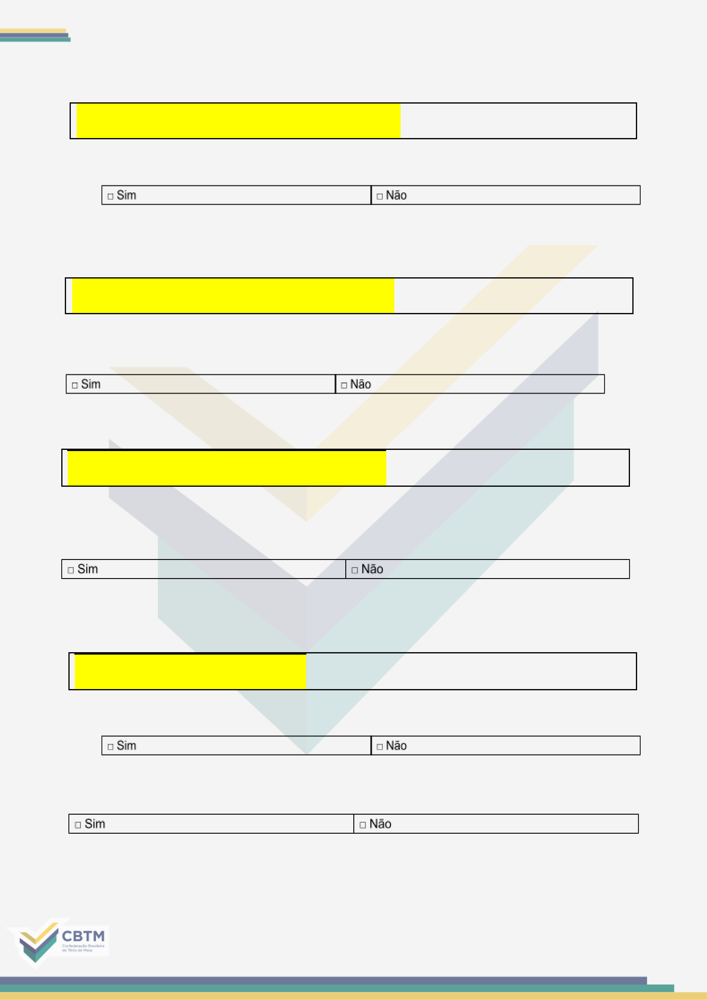 □ Sim □ Não
□ Sim □ Não
□ Sim □ Não
□ Sim □ Não
□ Sim □ Não
CBTM
Confederação Brasileira
de Tênis de Mesa